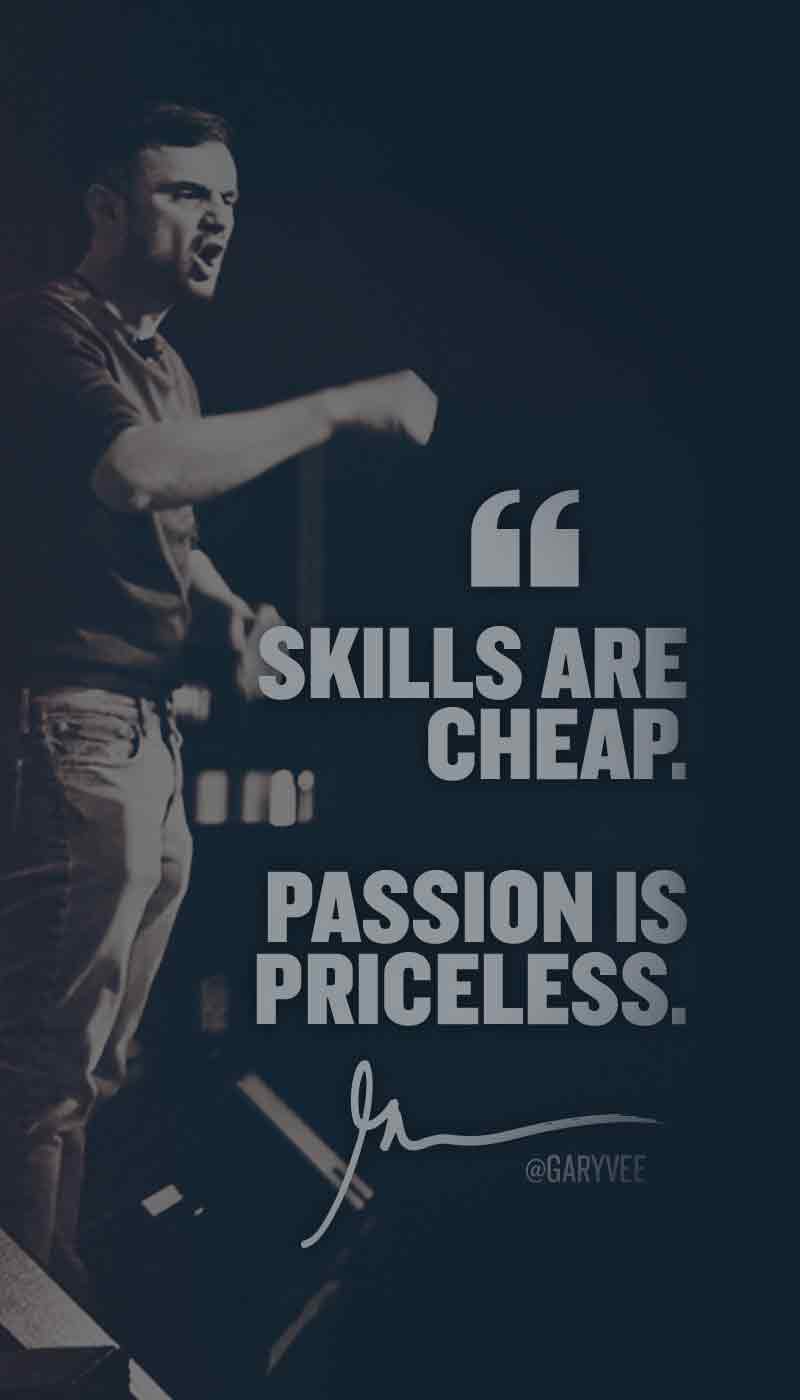 “
SKILLS ARE
CHEAP.
PASSION IS
PRICELESS.
@GARYVEE